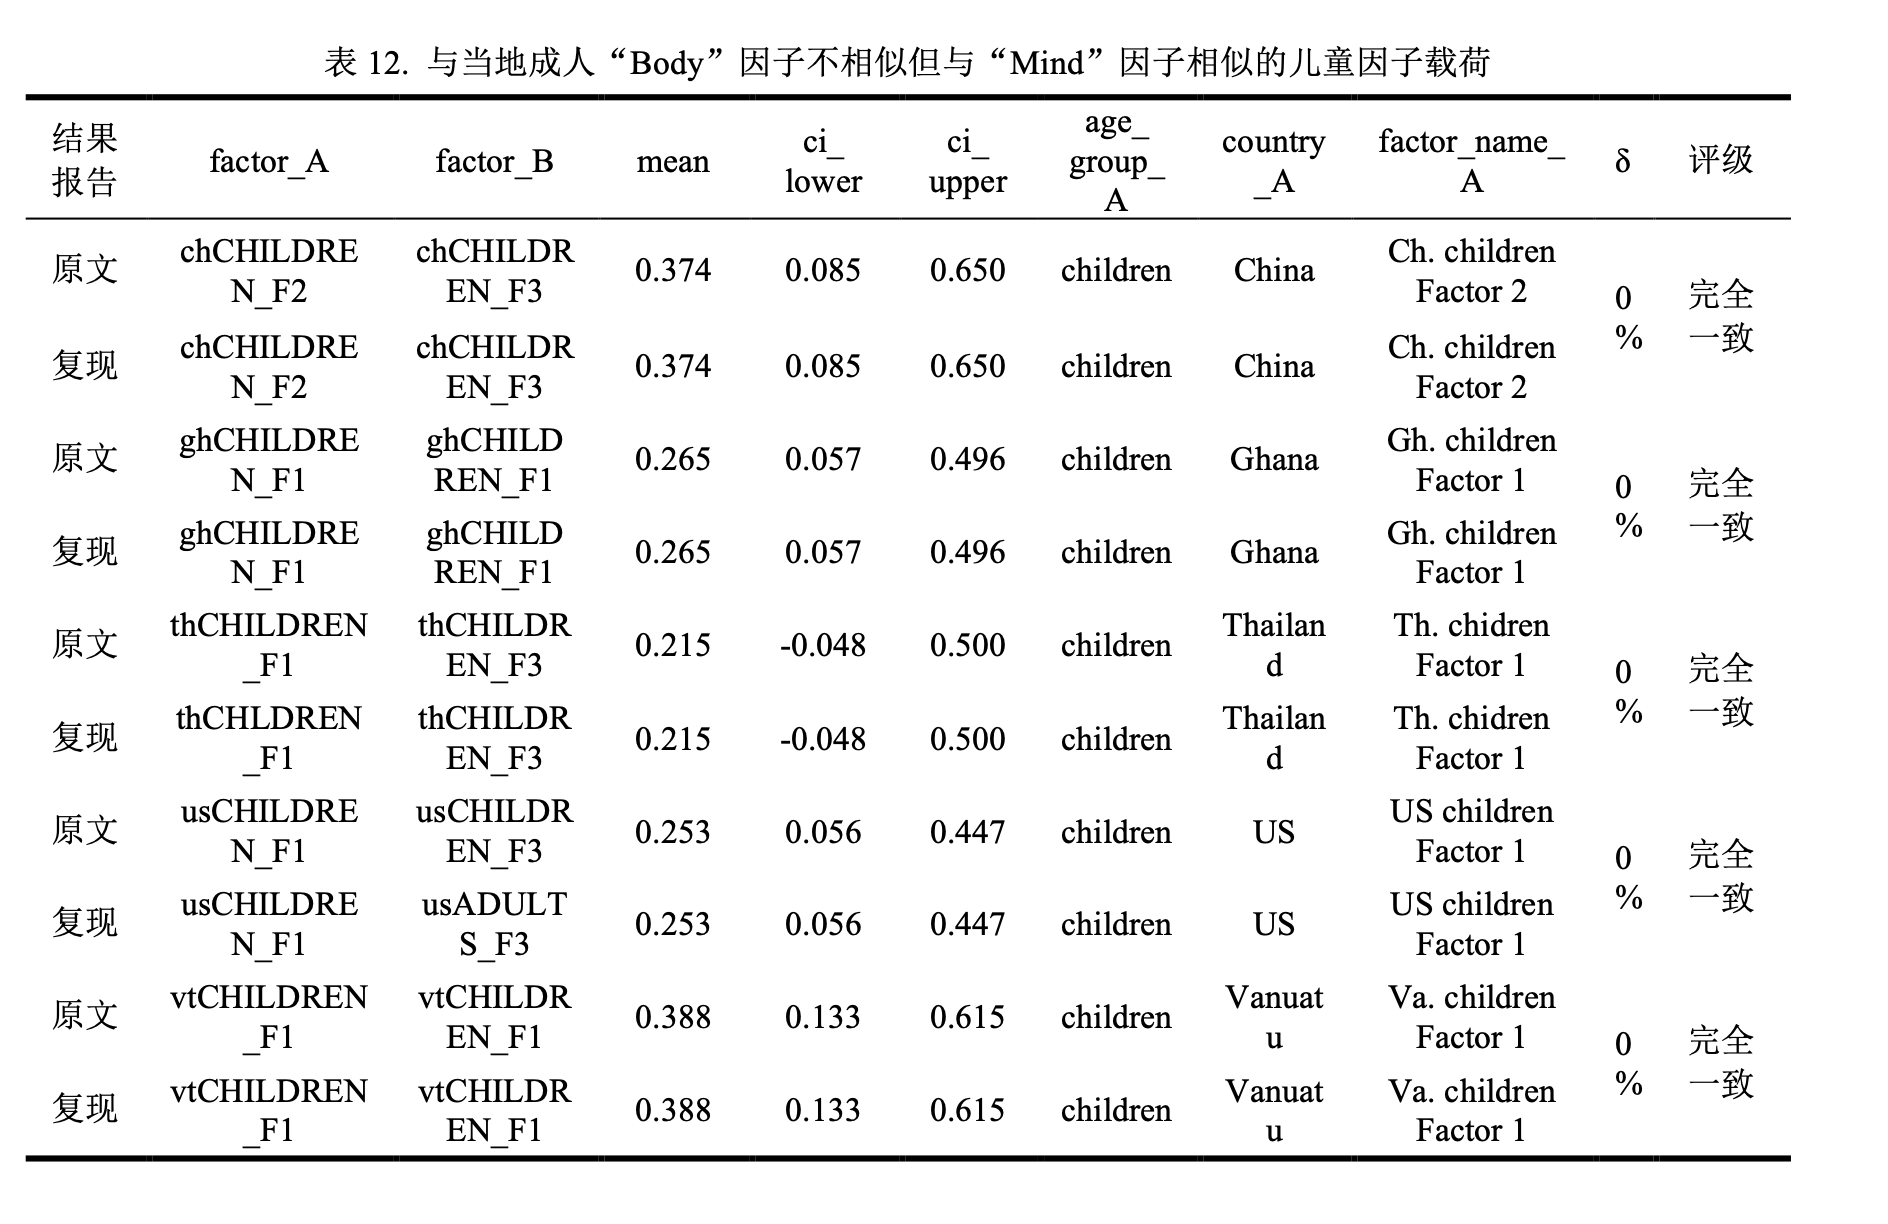 表 12. 与当地成人“Body”因子不相似但与“Mind”因子相似的儿童因子载荷
结果报告 factor_A factor_B mean ci_lower ci_upper age_group_A country_A factor_name_A δ 评级
原文 chCHILDREN_F2 chCHILDREN_F3 0.374 0.085 0.650 children China Ch. children Factor 2 0% 完全一致
复现 chCHILDREN_F2 chCHILDREN_F3 0.374 0.085 0.650 children China Ch. children Factor 2
原文 ghCHILDREN_F1 ghCHILDREN_F1 0.265 0.057 0.496 children Ghana Gh. children Factor 1 0% 完全一致
复现 ghCHILDREN_F1 ghCHILDREN_F1 0.265 0.057 0.496 children Ghana Gh. children Factor 1
原文 thCHILDREN_F1 thCHILDREN_F3 0.215 -0.048 0.500 children Thailand Th. chidren Factor 1 0% 完全一致
复现 thCHLDREN_F1 thCHILDREN_F3 0.215 -0.048 0.500 children Thailand Th. chidren Factor 1
原文 usCHILDREN_F1 usCHILDREN_F3 0.253 0.056 0.447 children US US children Factor 1 0% 完全一致
复现 usCHILDREN_F1 usADULTS_F3 0.253 0.056 0.447 children US US children Factor 1
原文 vtCHILDREN_F1 vtCHILDREN_F1 0.388 0.133 0.615 children Vanuatu Va. children Factor 1 0% 完全一致
复现 vtCHILDREN_F1 vtCHILDREN_F1 0.388 0.133 0.615 children Vanuatu Va. children Factor 1